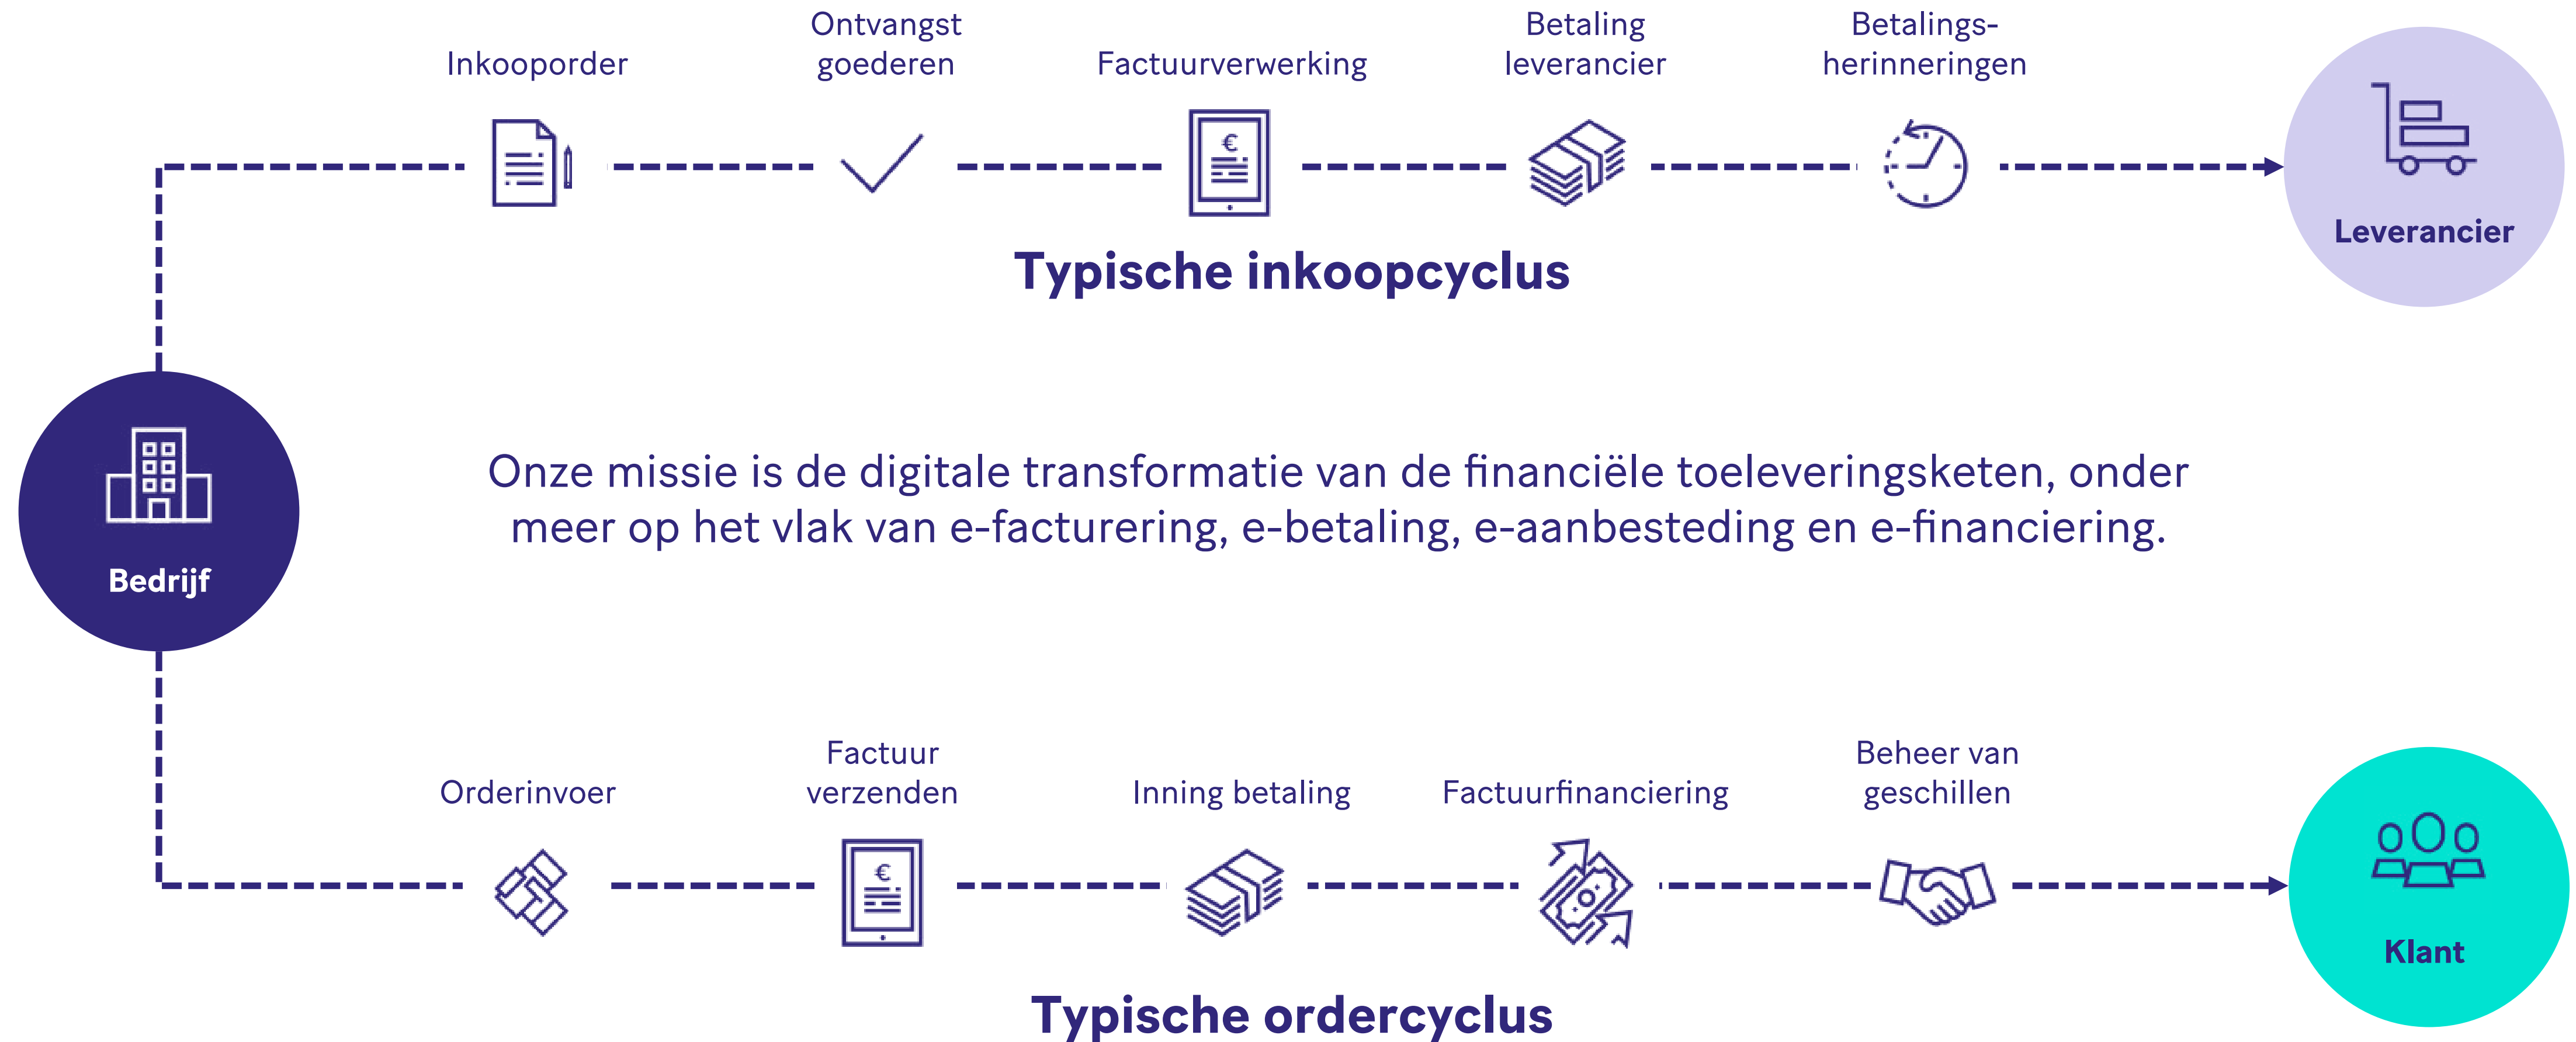 Inkooporder
Ontvangst
goederen
Factuurverwerking
Betaling
leverancier
Betalings-
herinneringen
€
Leverancier
Typische inkoopcyclus
Bedrijf
Onze missie is de digitale transformatie van de financiële toeleveringsketen, onder
meer op het vlak van e-facturering, e-betaling, e-aanbesteding en e-financiering.
Orderinvoer
Factuur
verzenden
Inning betaling
Factuurfinanciering
Beheer van
geschillen
€
Klant
Typische ordercyclus